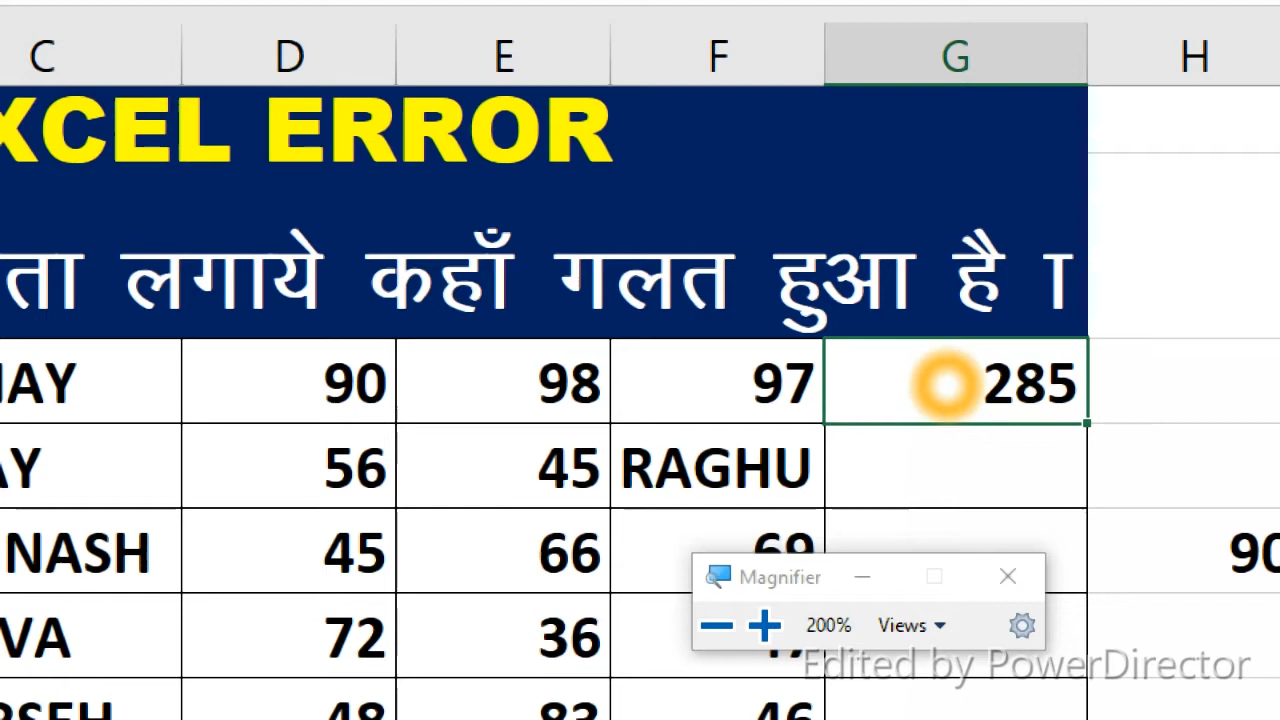 C D E F G H
XCEL ERROR
ता लगाये कहाँ गलत हुआ है ा
90 98 97 285
AY 56 45 RAGHU
NASH 45 66 69 90
Magnifier
VA 72 36
200% Views
Edited by PowerDirector
48 83 46